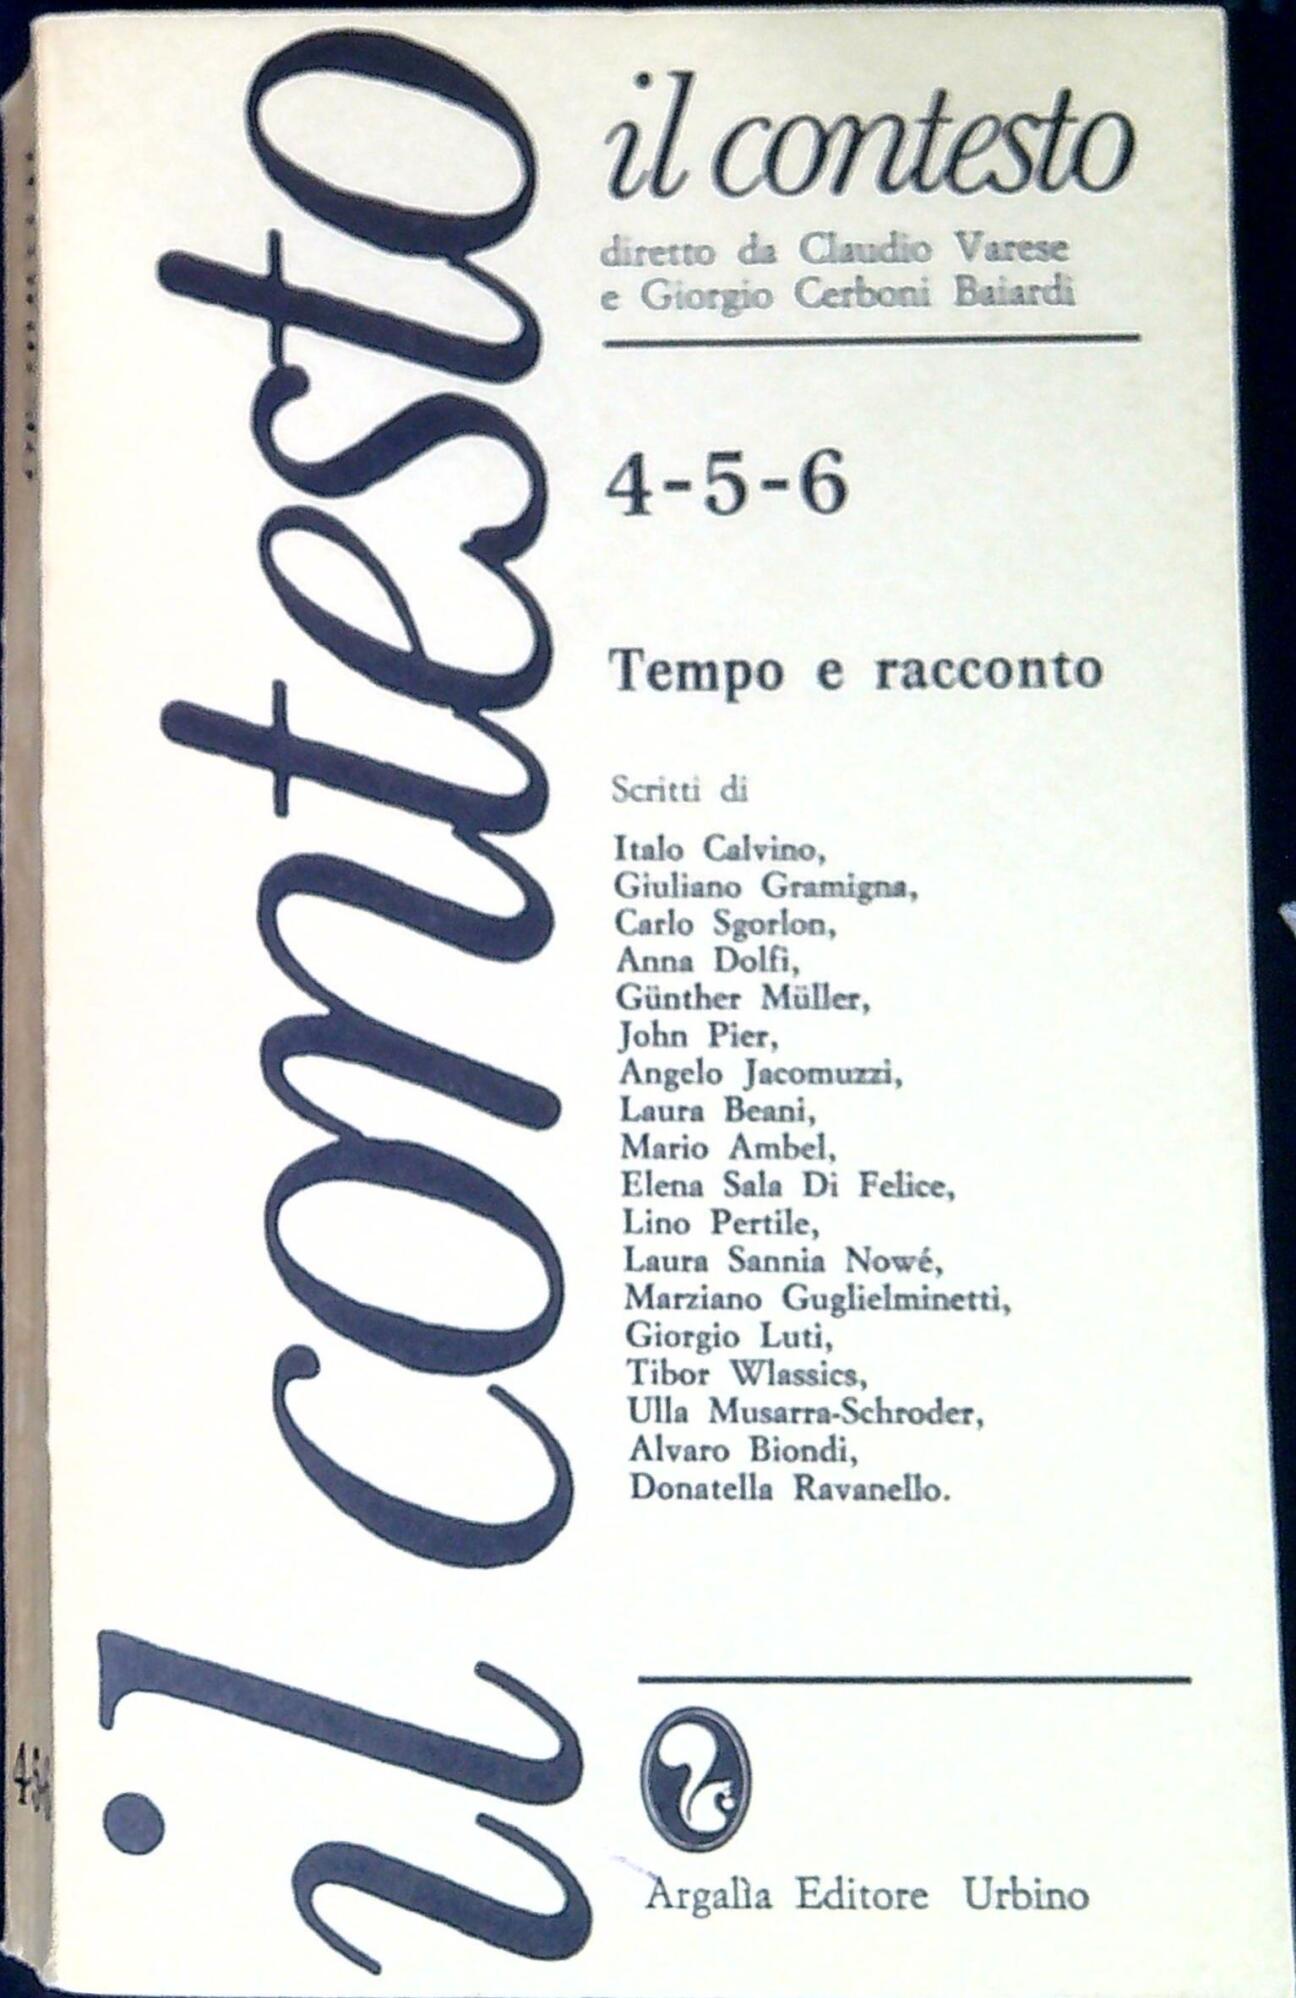 il contesto
il contesto
diretto da Claudio Varese
e Giorgio Cerboni Baiardi
4-5-6
Tempo e racconto
Scritti di
Italo Calvino,
Giuliano Gramigna,
Carlo Sgorlon,
Anna Dolfi,
Günther Müller,
John Pier,
Angelo Jacomuzzi,
Laura Beani,
Mario Ambel,
Elena Sala Di Felice,
Lino Pertile,
Laura Sannia Nowé,
Marziano Guglielminetti,
Giorgio Luti,
Tibor Wlassics,
Ulla Musarra-Schroder,
Alvaro Biondi,
Donatella Ravanello.
Argalìa Editore Urbino
4-5-6